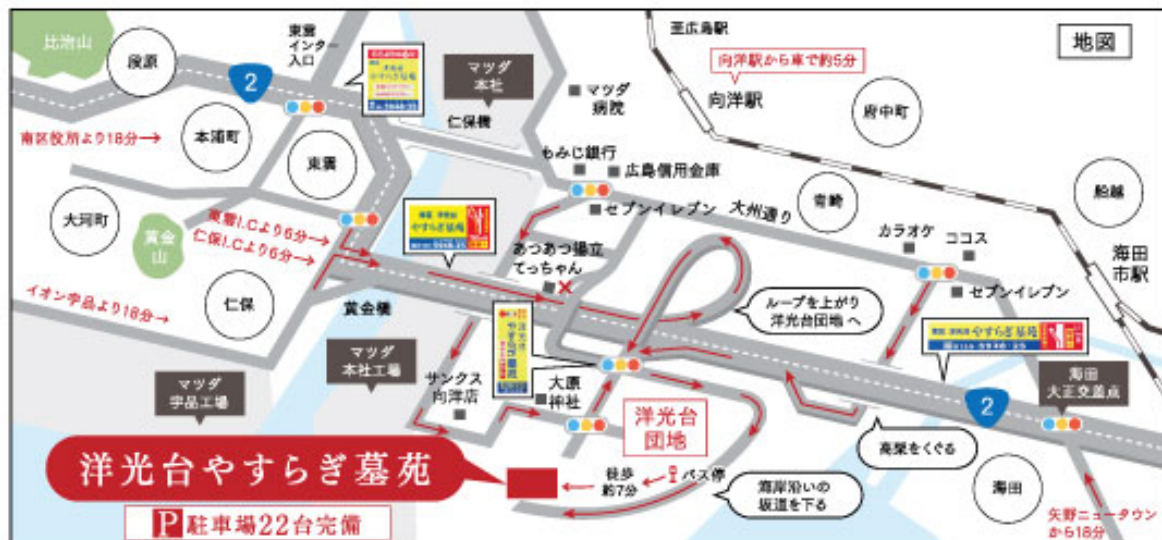 地図
比治山
段原
2
東雲
インター
入口
マツダ
本社
仁保橋
マツダ
病院
至広島駅
向洋駅から車で約5分
向洋駅
府中町
船越
海田
市駅
南区役所より18分→
本浦町
東雲
もみじ銀行
広島信用金庫
セブンイレブン
大州通り
青崎
カラオケ
ココス
セブンイレブン
大河町
黄金
山
東雲I.Cより6分→
仁保I.Cより6分→
やすらぎ墓苑
あつあつ揚立
てっちゃん
イオン宇品より18分→
仁保
黄金橋
ループを上がり
洋光台団地へ
やすらぎ墓苑
洋光台
やすらぎ墓苑
マツダ
宇品工場
マツダ
本社工場
サンクス
向洋店
大原
神社
洋光台
団地
海田
大正交差点
2
高架をくぐる
洋光台やすらぎ墓苑
徒歩
約7分
バス停
海岸沿いの
坂道を下る
海田
矢野ニュータウン
から18分
P 駐車場22台完備